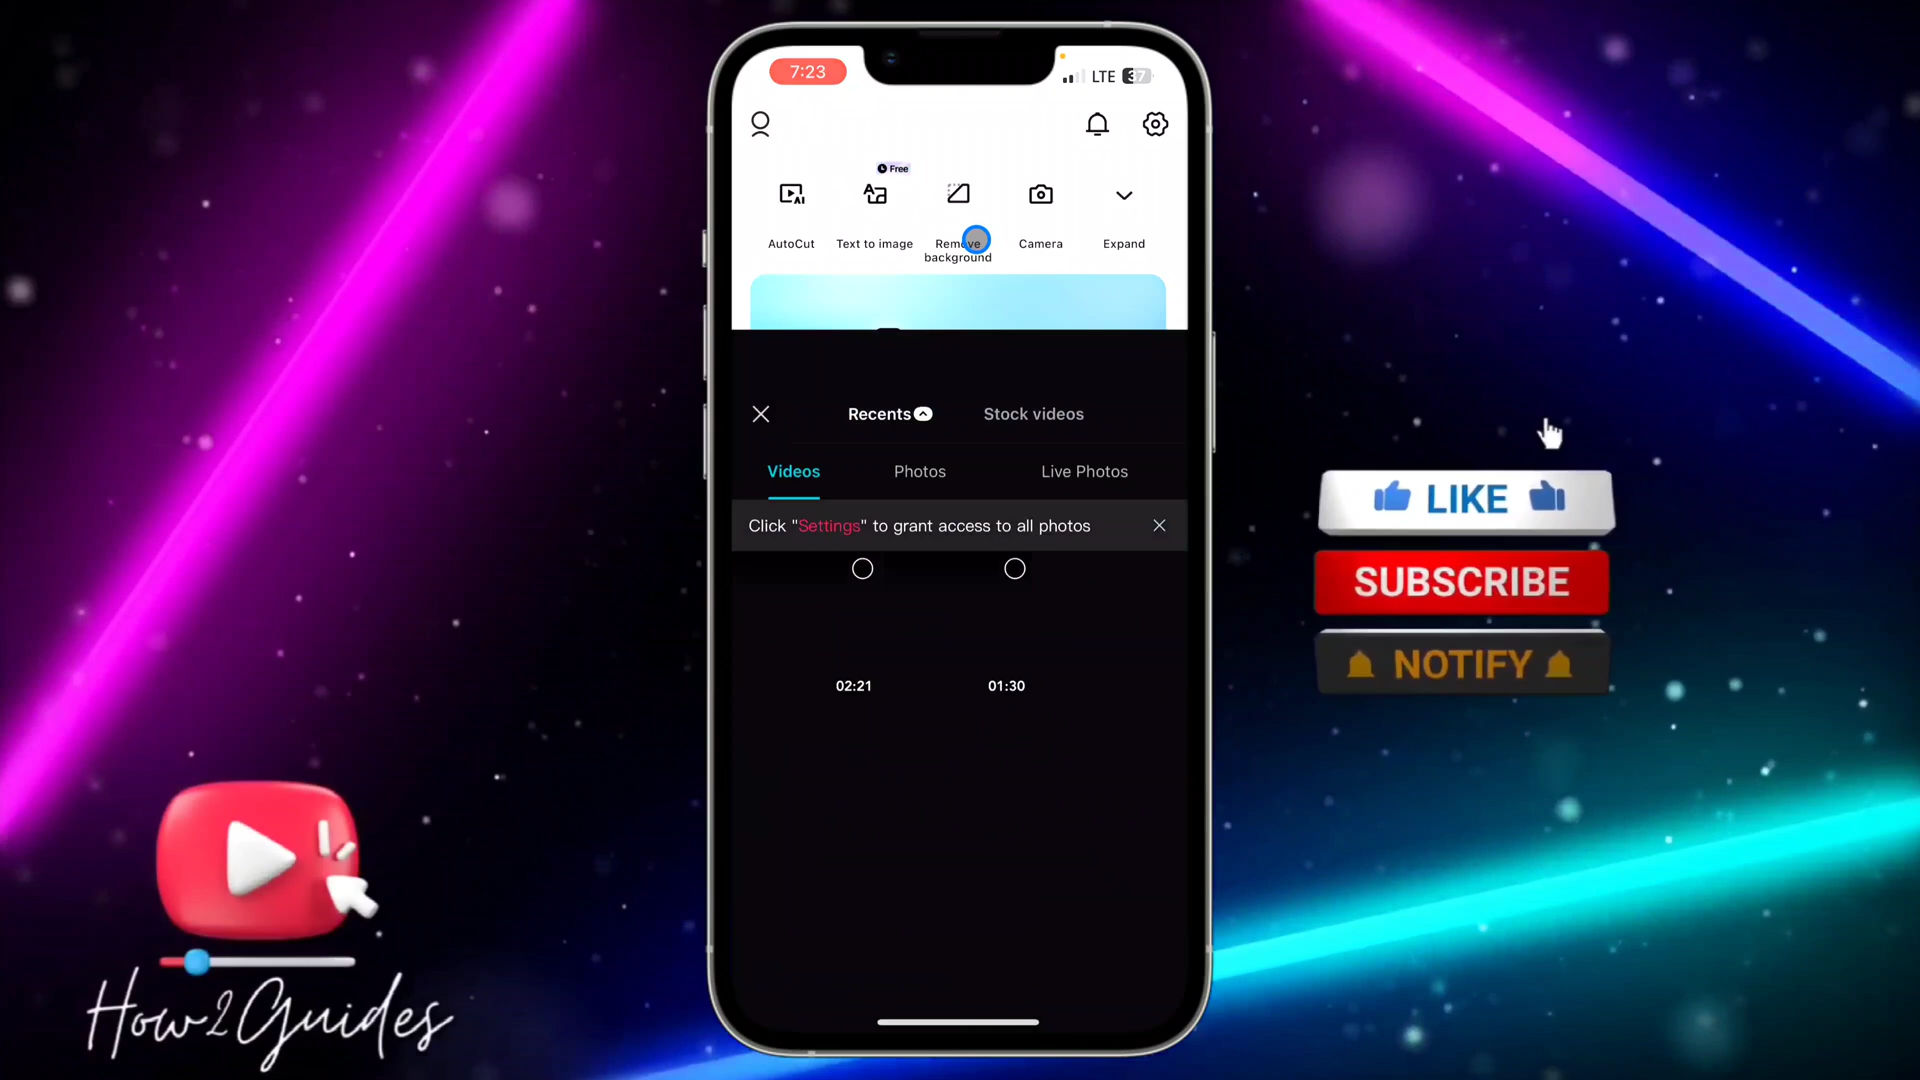 7:23
LTE 37
Free
AutoCut
Text to image
Remove
background
Camera
Expand
Recents
Stock videos
Videos
Photos
Live Photos
Click "Settings" to grant access to all photos
02:21
01:30
LIKE
SUBSCRIBE
NOTIFY
How2Guides